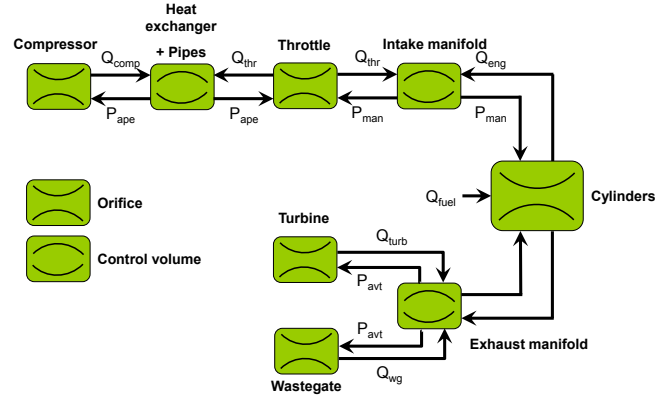 Heat
exchanger
+ Pipes
Compressor
Throttle
Intake manifold
Q_comp
Q_thr
Q_thr
Q_eng
P_ape
P_ape
P_man
P_man
Orifice
Control volume
Q_fuel
Cylinders
Turbine
Q_turb
P_avt
P_avt
Exhaust manifold
Wastegate
Q_wg